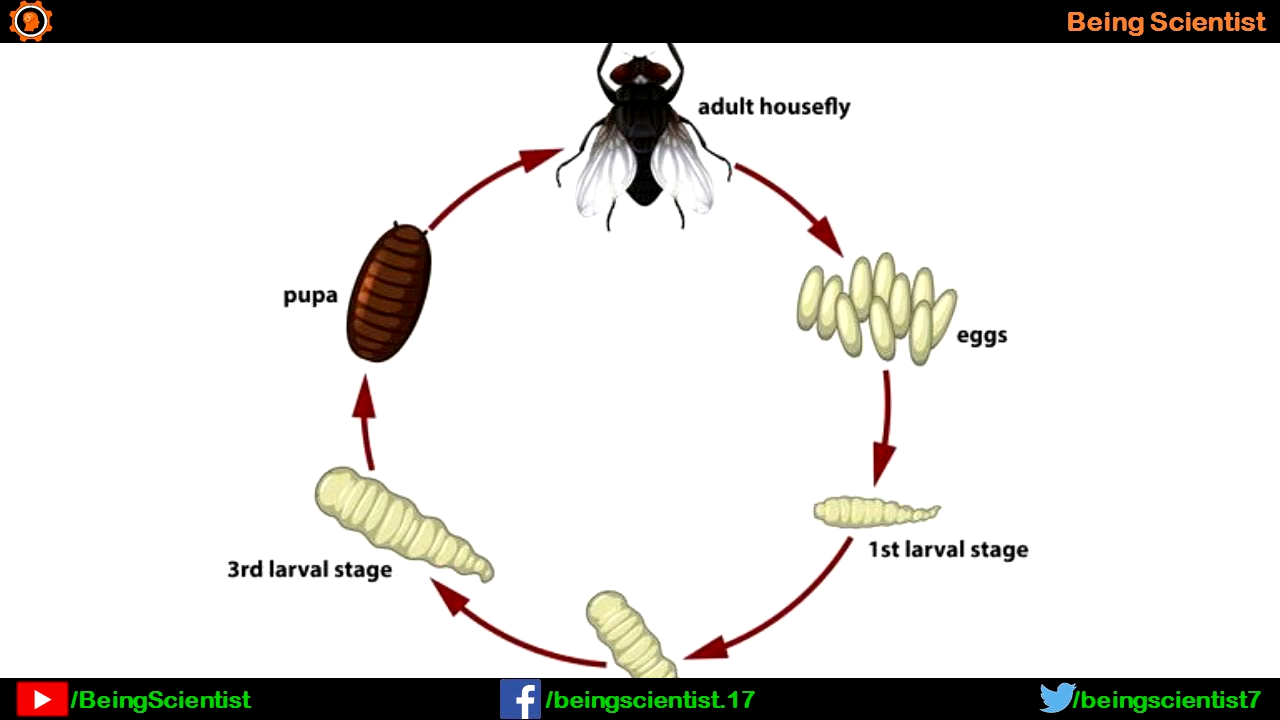 Being Scientist
adult housefly
pupa
eggs
1st larval stage
3rd larval stage
/BeingScientist
/beingscientist.17
/beingscientist7